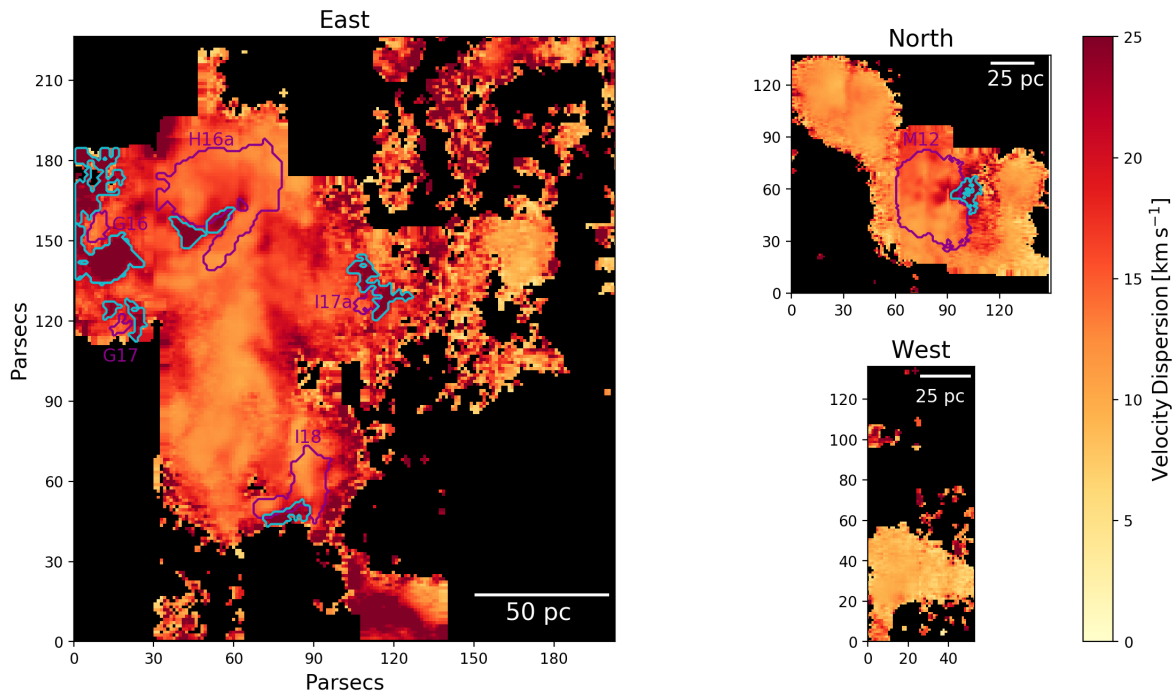 East
Parsecs
210
180
150
120
90
60
30
0
H16a
G16
I17a
G17
I18
50 pc
0 30 60 90 120 150 180
Parsecs
North
25 pc
M12
120
90
60
30
0
0 30 60 90 120
West
25 pc
120
100
80
60
40
20
0
0 20 40
25
20
15
10
5
0
Velocity Dispersion [km s⁻¹]